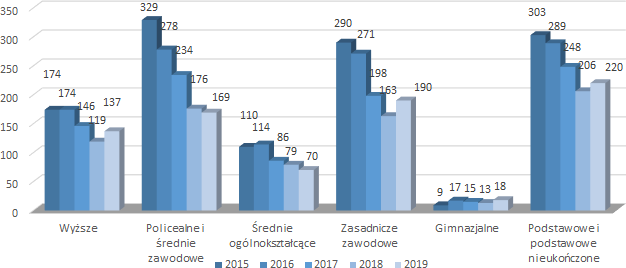 350
300
250
200
150
100
50
0
174 174 146 119 137
329 278 234 176 169
110 114 86 79 70
290 271 198 163 190
9 17 15 13 18
303 289 248 206 220
Wyższe
Policealne i
średnie
zawodowe
Średnie
ogólnokształcące
Zasadnicze
zawodowe
Gimnazjalne
Podstawowe i
podstawowe
nieukończone
2015 2016 2017 2018 2019